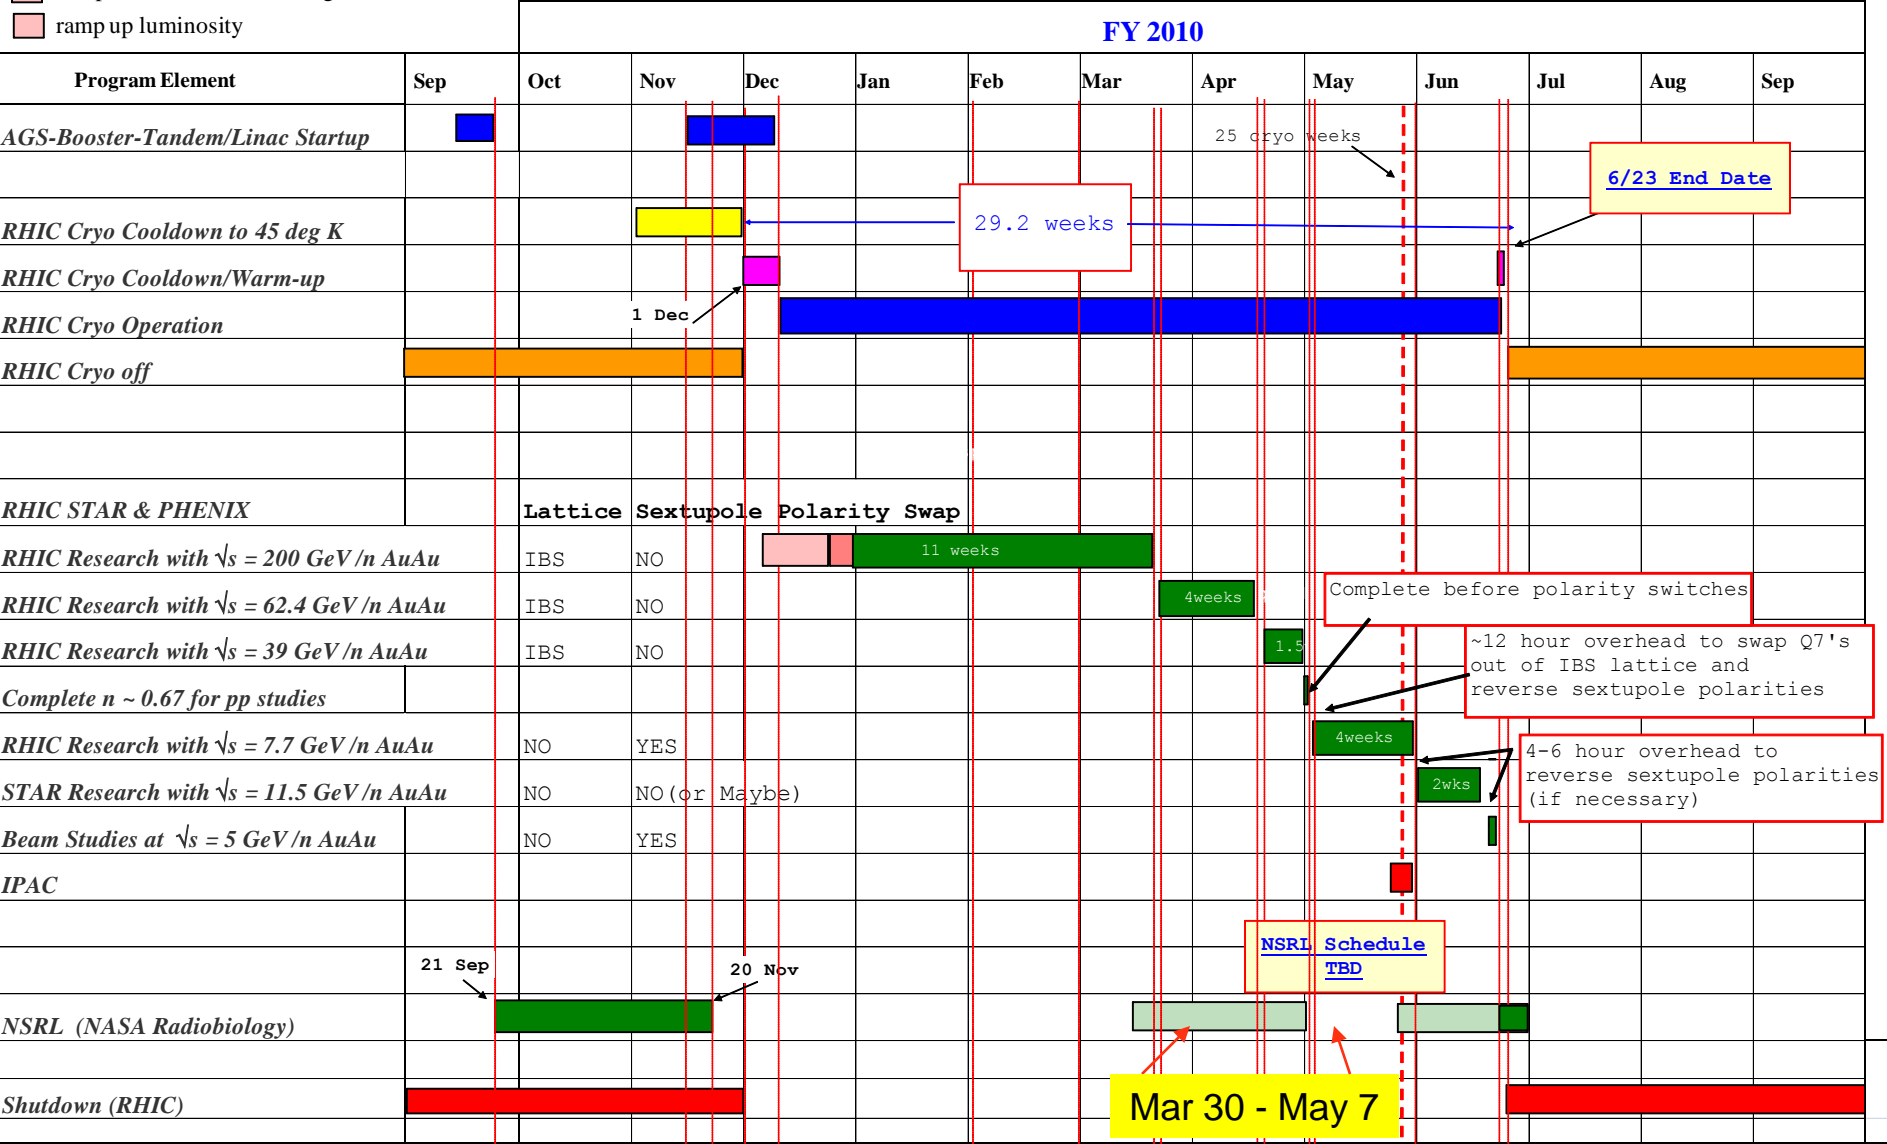 ramp up luminosity
FY 2010
Program Element Sep Oct Nov Dec Jan Feb Mar Apr May Jun Jul Aug Sep
AGS-Booster-Tandem/Linac Startup
25 cryo weeks
6/23 End Date
RHIC Cryo Cooldown to 45 deg K
29.2 weeks
RHIC Cryo Cooldown/Warm-up
1 Dec
RHIC Cryo Operation
RHIC Cryo off
RHIC STAR & PHENIX Lattice Sextupole Polarity Swap
RHIC Research with √s = 200 GeV/n AuAu IBS NO 11 weeks
RHIC Research with √s = 62.4 GeV/n AuAu IBS NO 4weeks
Complete before polarity switches
RHIC Research with √s = 39 GeV/n AuAu IBS NO 1.5
~12 hour overhead to swap Q7's
out of IBS lattice and
reverse sextupole polarities
Complete n ~ 0.67 for pp studies
RHIC Research with √s = 7.7 GeV/n AuAu NO YES 4weeks
4-6 hour overhead to
reverse sextupole polarities
(if necessary)
STAR Research with √s = 11.5 GeV/n AuAu NO NO(or Maybe) 2wks
Beam Studies at √s = 5 GeV/n AuAu NO YES
IPAC
NSRL Schedule
TBD
21 Sep
20 Nov
NSRL (NASA Radiobiology)
Mar 30 - May 7
Shutdown (RHIC)